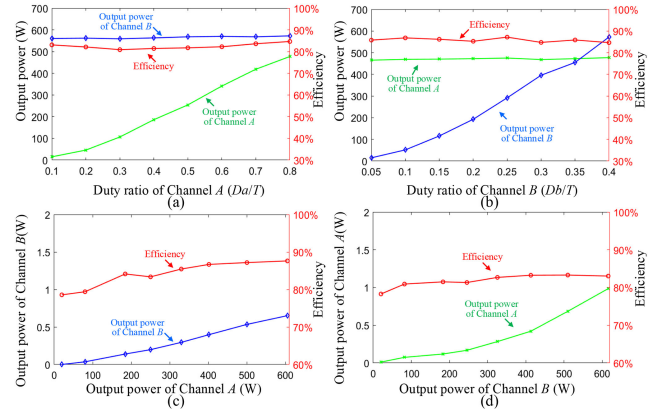 Output power (W)
700
600
500
400
300
200
100
0
0.1
0.2
0.3
0.4
0.5
0.6
0.7
0.8
100%
90%
80%
70%
60%
50%
40%
30%
Efficiency
Output power
of Channel B
Efficiency
Output power
of Channel A
Duty ratio of Channel A (Da/T)
(a)
Output power (W)
700
600
500
400
300
200
100
0
0.05
0.1
0.15
0.2
0.25
0.3
0.35
0.4
100%
90%
80%
70%
60%
50%
40%
30%
Efficiency
Efficiency
Output power
of Channel A
Output power
of Channel B
Duty ratio of Channel B (Db/T)
(b)
Output power of Channel B(W)
2
1.5
1
0.5
0
0
100
200
300
400
500
600
100%
90%
80%
70%
60%
Efficiency
Efficiency
Output power
of Channel B
Output power of Channel A (W)
(c)
Output power of Channel A(W)
2
1.5
1
0.5
0
0
100
200
300
400
500
600
100%
90%
80%
70%
60%
Efficiency
Efficiency
Output power
of Channel A
Output power of Channel B (W)
(d)